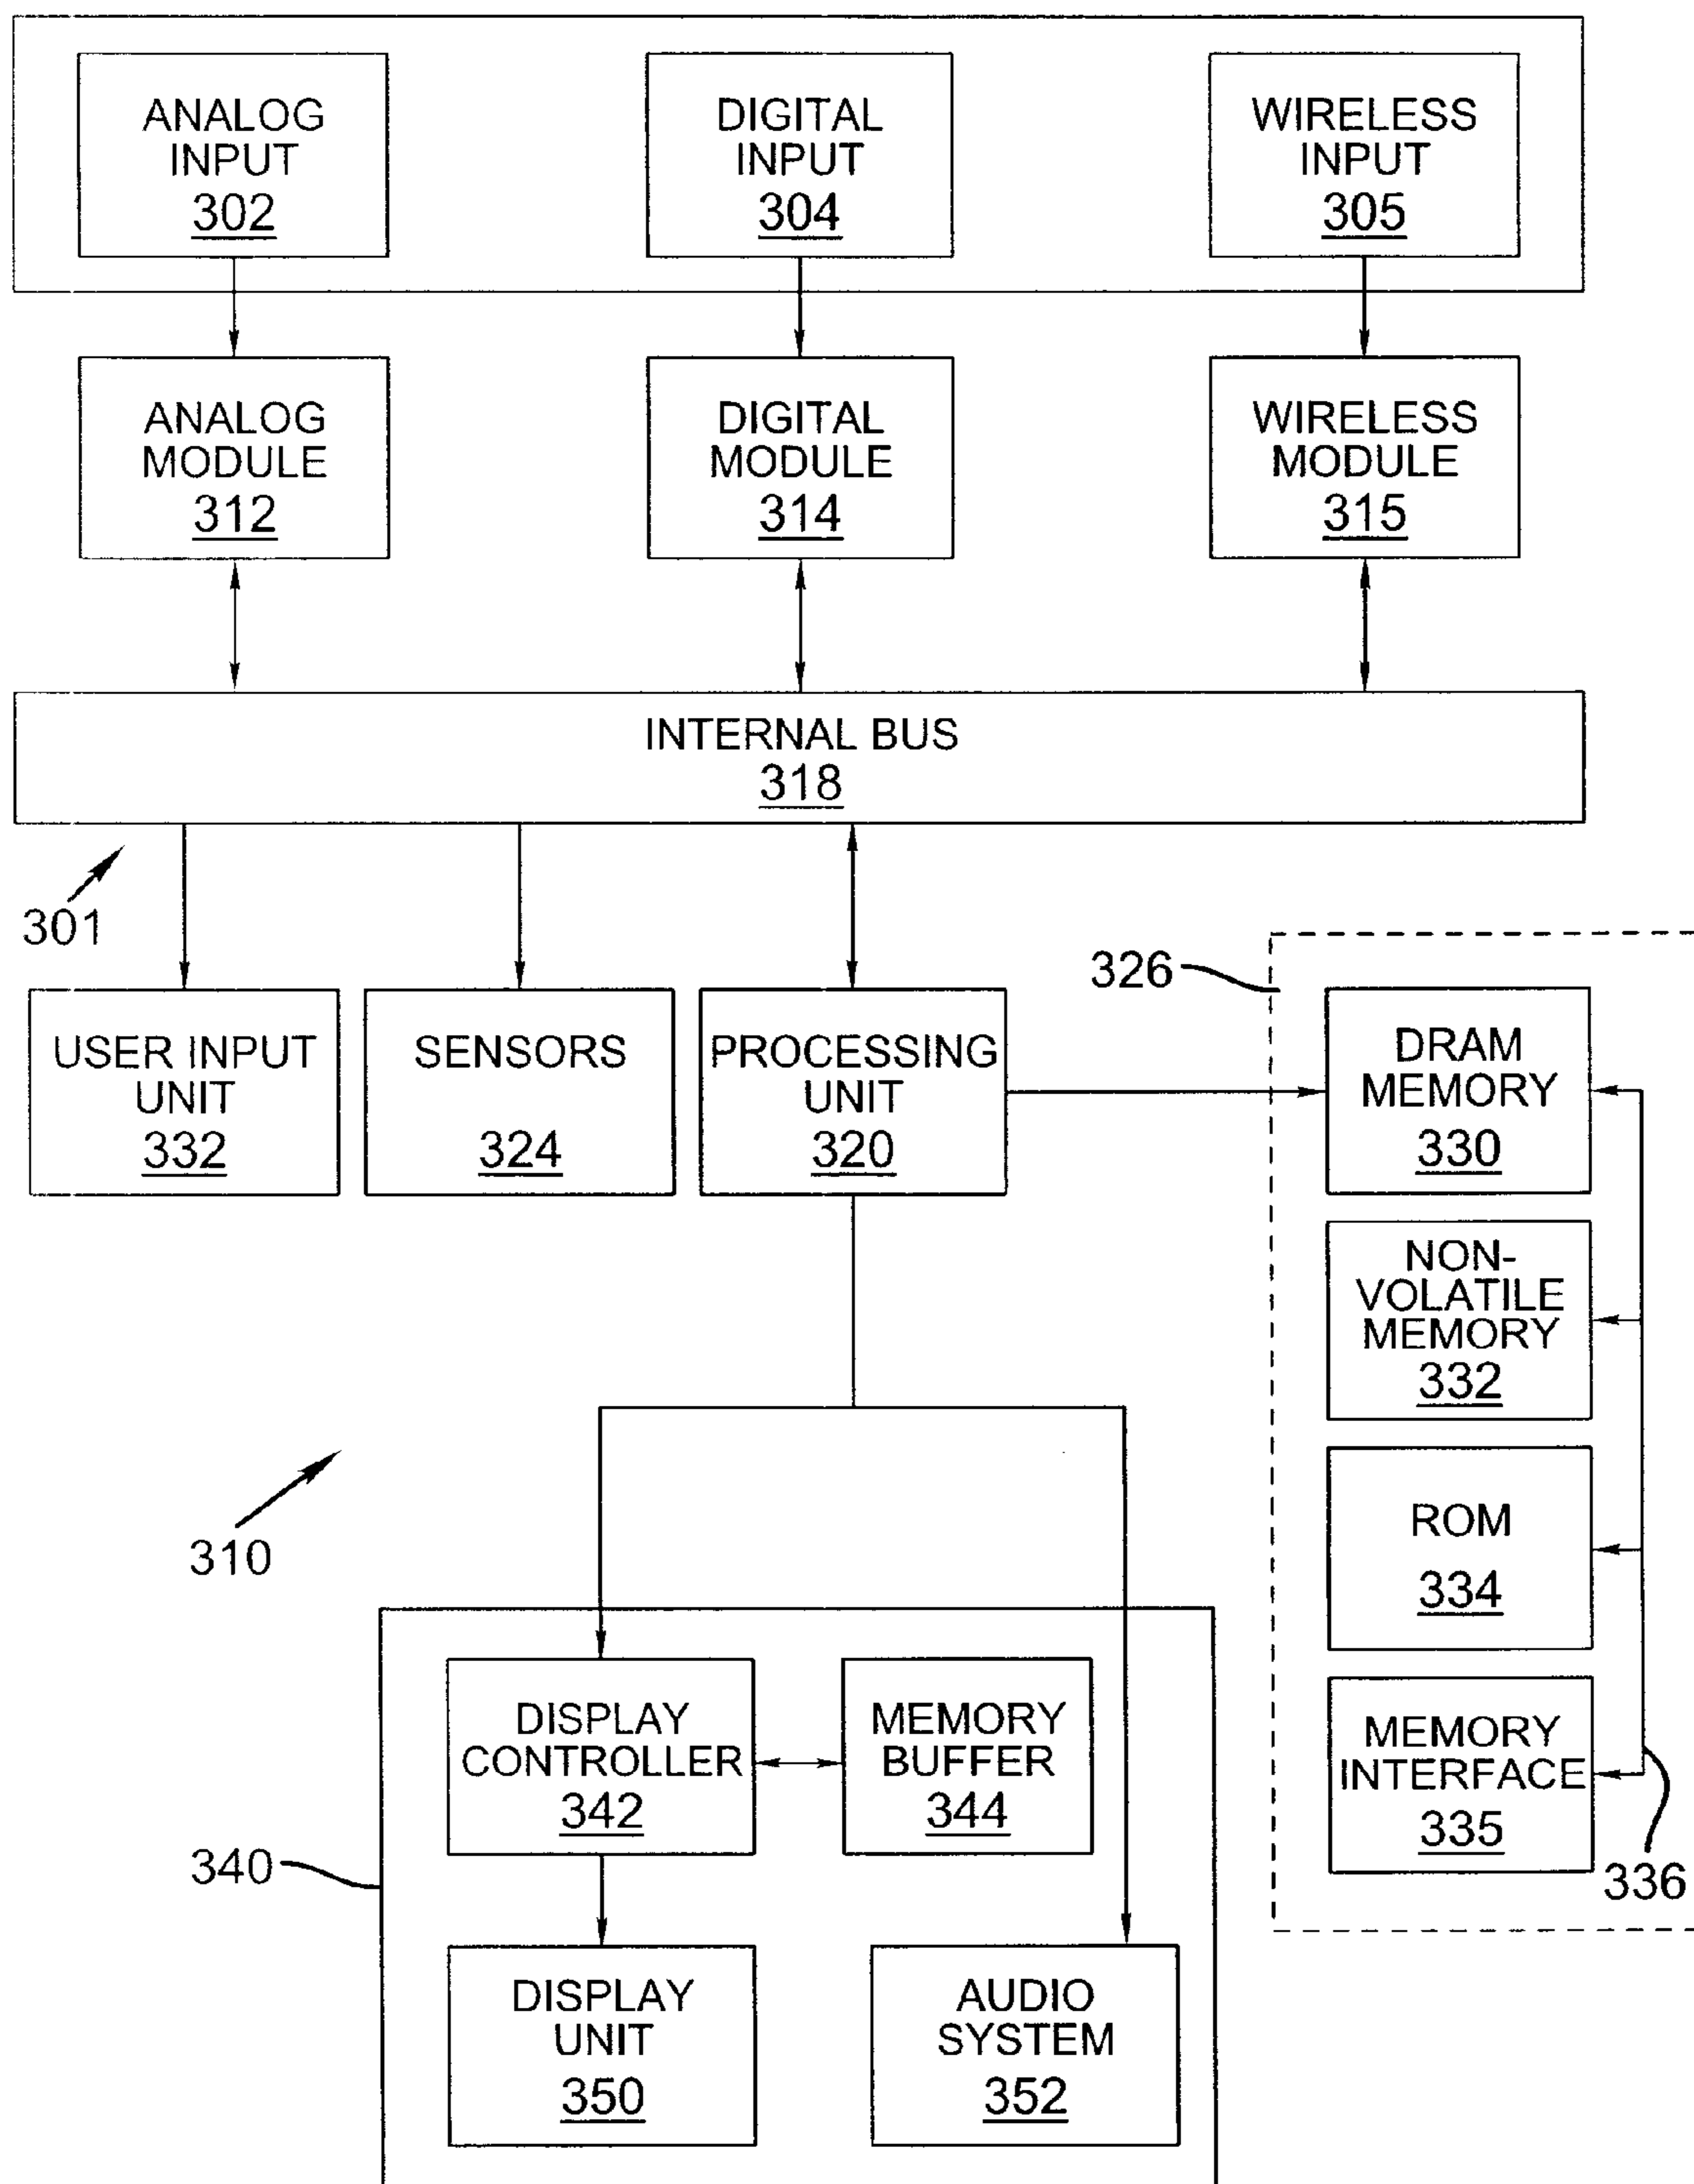 ANALOG
INPUT
302
DIGITAL
INPUT
304
WIRELESS
INPUT
305
ANALOG
MODULE
312
DIGITAL
MODULE
314
WIRELESS
MODULE
315
INTERNAL BUS
318
301
USER INPUT
UNIT
332
SENSORS
324
PROCESSING
UNIT
320
326
DRAM
MEMORY
330
NON-
VOLATILE
MEMORY
332
ROM
334
MEMORY
INTERFACE
335
336
310
340
DISPLAY
CONTROLLER
342
MEMORY
BUFFER
344
DISPLAY
UNIT
350
AUDIO
SYSTEM
352